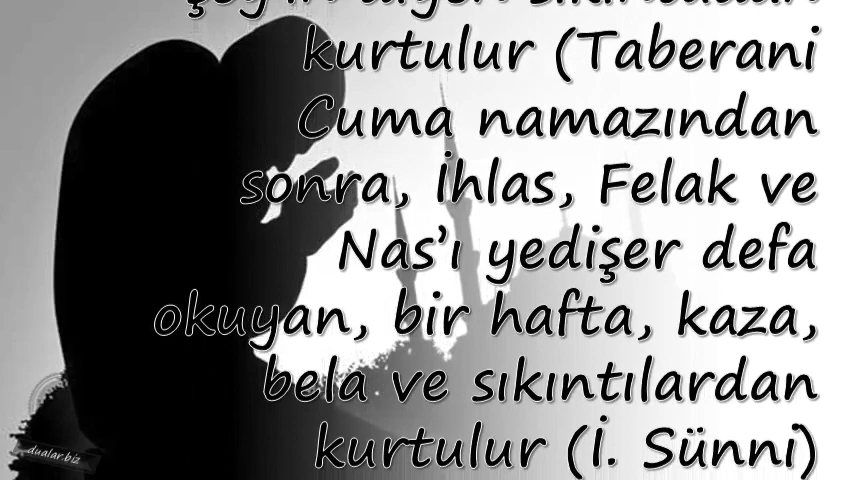 kurtulur (Taberani
Cuma namazından
sonra, İhlas, Felak ve
Nas’ı yedişer defa
okuyan, bir hafta, kaza,
bela ve sıkıntılardan
kurtulur (İ. Sünni)
dualar.biz